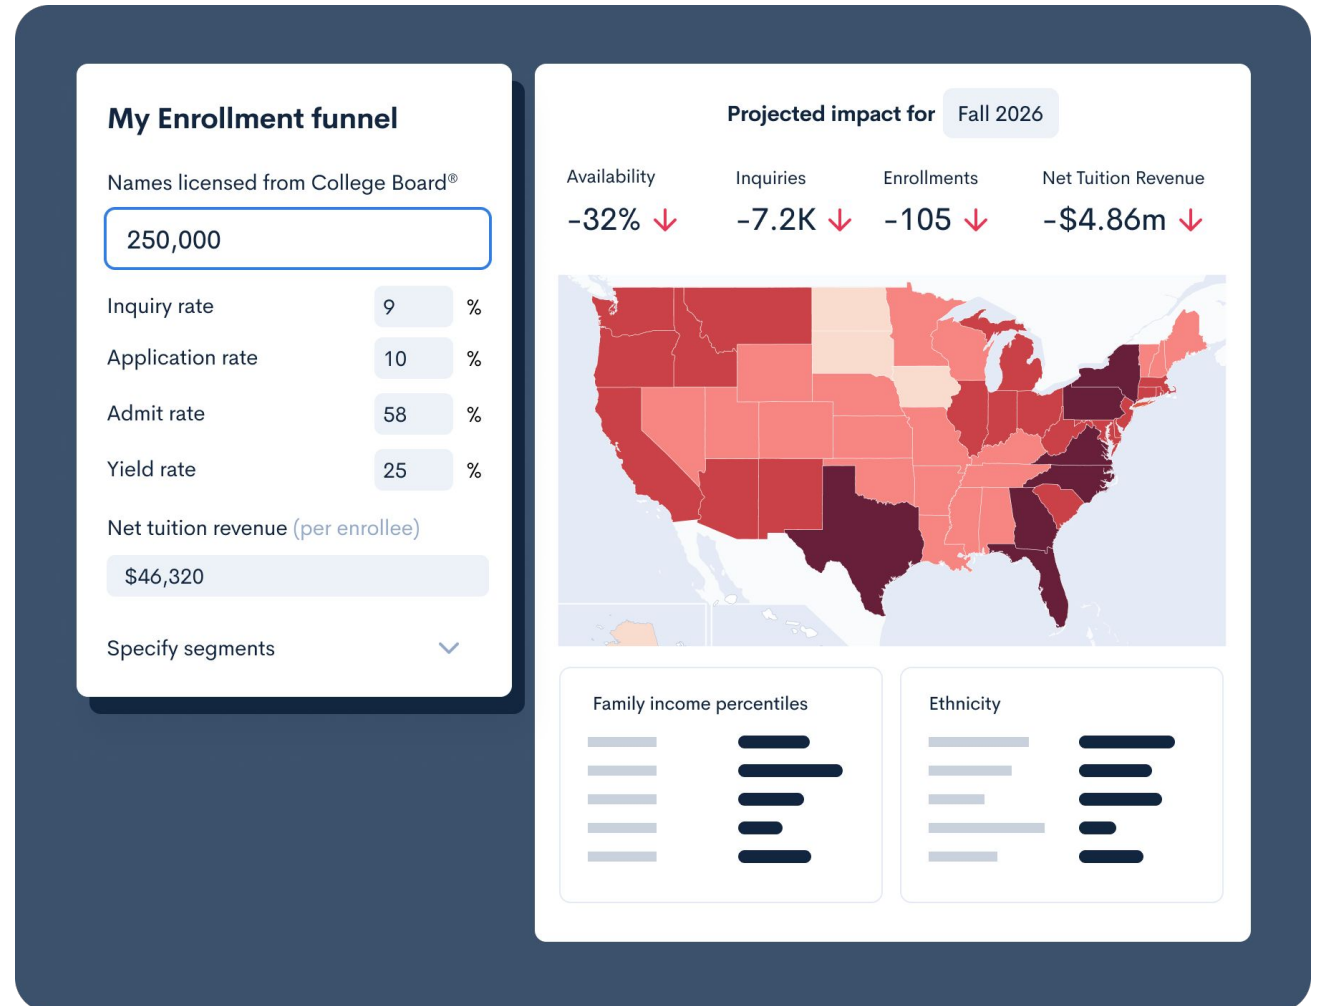 My Enrollment funnel
Names licensed from College Board®
250,000
Inquiry rate 9 %
Application rate 10 %
Admit rate 58 %
Yield rate 25 %
Net tuition revenue (per enrollee)
$46,320
Specify segments
Projected impact for Fall 2026
Availability Inquiries Enrollments Net Tuition Revenue
-32% -7.2K -105 -$4.86m
Family income percentiles
Ethnicity